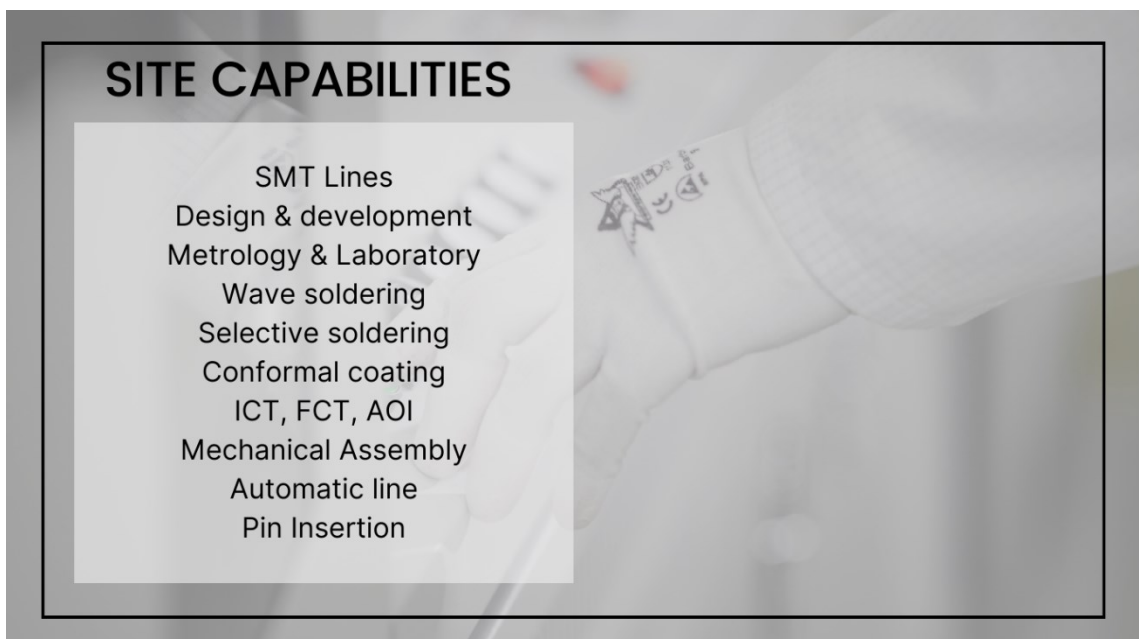 SITE CAPABILITIES
SMT Lines
Design & development
Metrology & Laboratory
Wave soldering
Selective soldering
Conformal coating
ICT, FCT, AOI
Mechanical Assembly
Automatic line
Pin Insertion